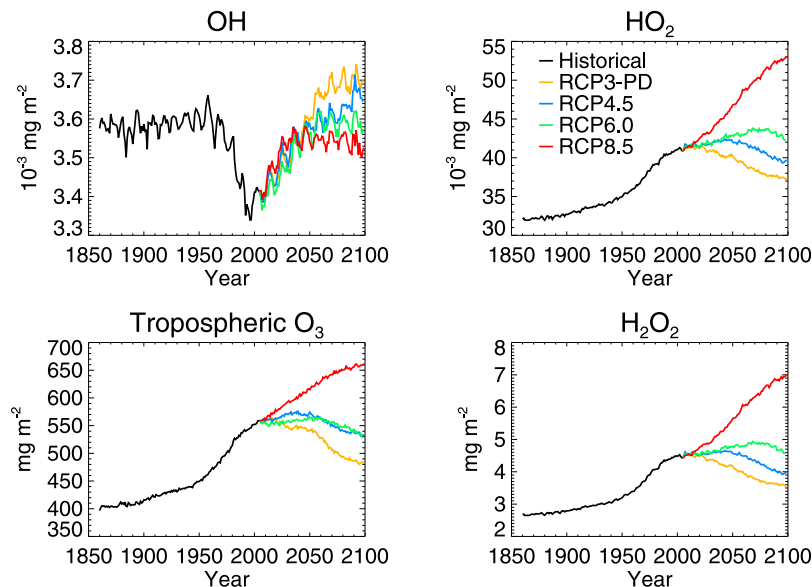 OH
3.8
3.7
3.6
3.5
3.4
3.3
10⁻³ mg m⁻²
1850 1900 1950 2000 2050 2100
Year
HO₂
55
50
45
40
35
30
10⁻³ mg m⁻²
Historical
RCP3-PD
RCP4.5
RCP6.0
RCP8.5
1850 1900 1950 2000 2050 2100
Year
Tropospheric O₃
700
650
600
550
500
450
400
350
mg m⁻²
1850 1900 1950 2000 2050 2100
Year
H₂O₂
8
7
6
5
4
3
2
mg m⁻²
1850 1900 1950 2000 2050 2100
Year